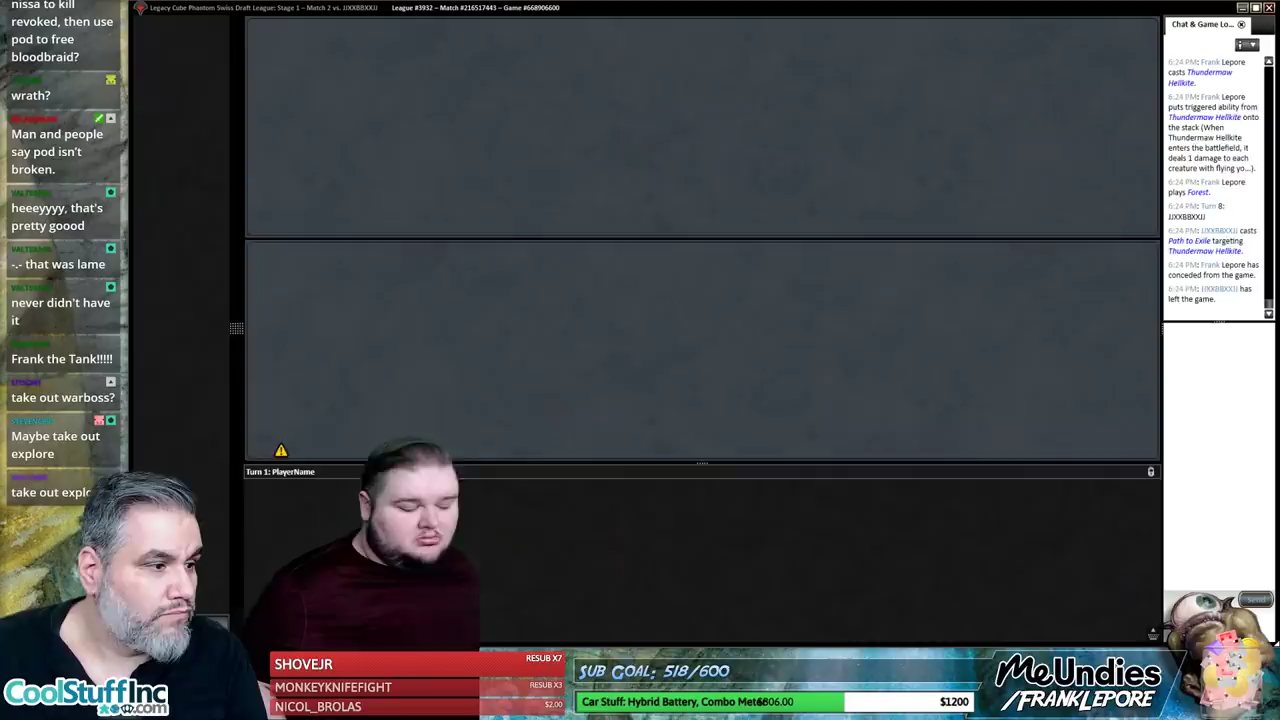 nissa to kill
revoked, then use
pod to free
bloodbraid?
wrath?
Man and people
say pod isn't
broken.
heeeyyyy, that's
pretty goood
-.- that was lame
never didn't have
it
Frank the Tank!!!!!
take out warboss?
Maybe take out
explore
take out explo
Legacy Cube Phantom Swiss Draft League: Stage 1 – Match 2 vs. JJXXBBXXJJ
League #3932 – Match #216517443 – Game #668906600
Turn 1: PlayerName
Chat & Game Lo...
6:24 PM: Frank Lepore
casts Thundermaw
Hellkite.
6:24 PM: Frank Lepore
puts triggered ability from
Thundermaw Hellkite onto
the stack (When
Thundermaw Hellkite
enters the battlefield, it
deals 1 damage to each
creature with flying yo...).
6:24 PM: Frank Lepore
plays Forest.
6:24 PM: Turn 8:
JJXXBBXXJJ
6:24 PM: JJXXBBXXJJ casts
Path to Exile targeting
Thundermaw Hellkite.
6:24 PM: Frank Lepore has
conceded from the game.
6:24 PM: JJXXBBXXJJ has
left the game.
Send
CoolStuffInc
.com
SHOVEJR RESUB X7
MONKEYKNIFEFIGHT RESUB X3
NICOL_BROLAS $2.00
SUB GOAL: 518/600
Car Stuff: Hybrid Battery, Combo Mete $806.00 $1200
MeUndies
/FRANKLEPORE